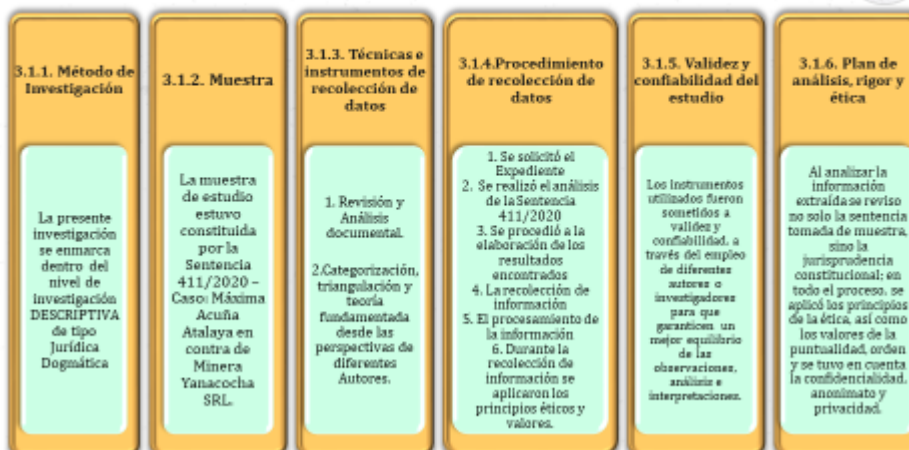 3.1.1. Método de
Investigación
La presente
investigación
se enmarca
dentro del
nivel de
investigación
DESCRIPTIVA
de tipo
Jurídica
Dogmática
3.1.2. Muestra
La muestra
de estudio
estuvo
constituida
por la
Sentencia
411/2020 –
Caso: Máxima
Acuña
Atalaya en
contra de
Minera
Yanacocha
SRL.
3.1.3. Técnicas e
instrumentos de
recolección de
datos
1. Revisión y
Análisis
documental.
2.Categorización,
triangulación y
teoría
fundamentada
desde las
perspectivas de
diferentes
Autores.
3.1.4.Procedimiento
de recolección de
datos
1. Se solicitó el
Expediente
2. Se realizó el análisis
de la Sentencia
411/2020
3. Se procedió a la
elaboración de los
resultados
encontrados
4. La recolección de
información
5. El procesamiento de
la información
6. Durante la
recolección de
información se
aplicaron los
principios éticos y
valores.
3.1.5. Validez y
confiabilidad del
estudio
Los instrumentos
utilizados fueron
sometidos a
validez y
confiabilidad, a
través del empleo
de diferentes
autores o
investigadores
para que
garanticen un
mejor equilibrio
de las
observaciones,
análisis e
interpretaciones.
3.1.6. Plan de
análisis, rigor y
ética
Al analizar la
información
extraída se reviso
no solo la sentencia
tomada de muestra,
sino la
jurisprudencia
constitucional; en
todo el proceso, se
aplicó los principios
de la ética, así como
los valores de la
puntualidad, orden
y se tuvo en cuenta
la confidencialidad,
anonimato y
privacidad.